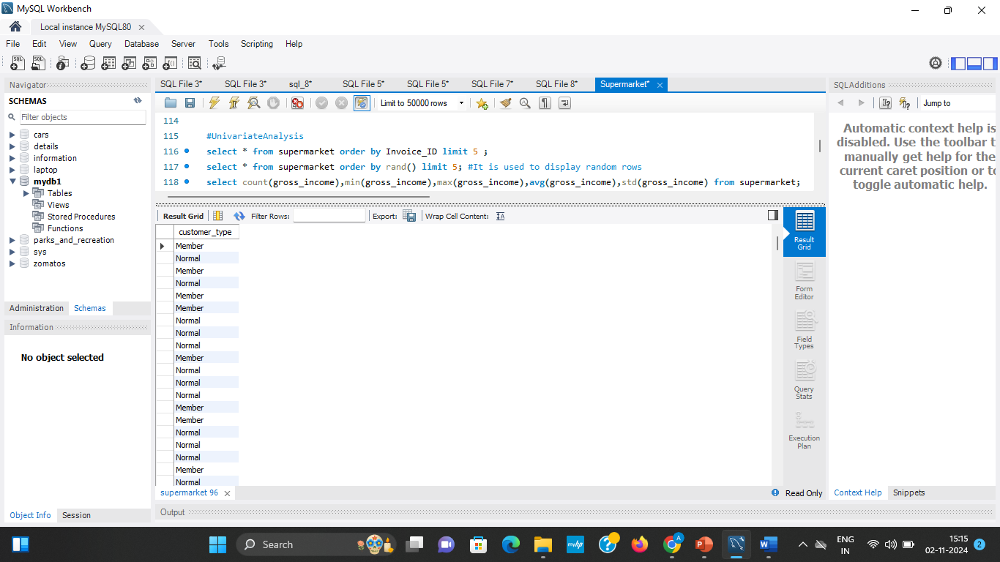 MySQL Workbench
Local instance MySQL80
File Edit View Query Database Server Tools Scripting Help
Navigator
SCHEMAS
Filter objects
cars
details
information
laptop
mydb1
Tables
Views
Stored Procedures
Functions
parks_and_recreation
sys
zomatos
Administration Schemas
Information
No object selected
Object Info Session
SQL File 3* SQL File 3* sql_8* SQL File 5* SQL File 5* SQL File 7* SQL File 8* Supermarket*
Limit to 50000 rows
114
115 #UnivariateAnalysis
116 select * from supermarket order by Invoice_ID limit 5 ;
117 select * from supermarket order by rand() limit 5; #It is used to display random rows
118 select count(gross_income),min(gross_income),max(gross_income),avg(gross_income),std(gross_income) from supermarket;
Result Grid Filter Rows: Export: Wrap Cell Content:
customer_type
Member
Normal
Member
Normal
Member
Member
Normal
Normal
Normal
Member
Normal
Normal
Normal
Member
Member
Normal
Normal
Normal
Member
Normal
Result
Grid
Form
Editor
Field
Types
Query
Stats
Execution
Plan
supermarket 96
Read Only
Output
SQLAdditions
Jump to
Automatic context help is
disabled. Use the toolbar t
manually get help for the
current caret position or to
toggle automatic help.
Context Help Snippets
Search
ENG
IN
15:15
02-11-2024
2